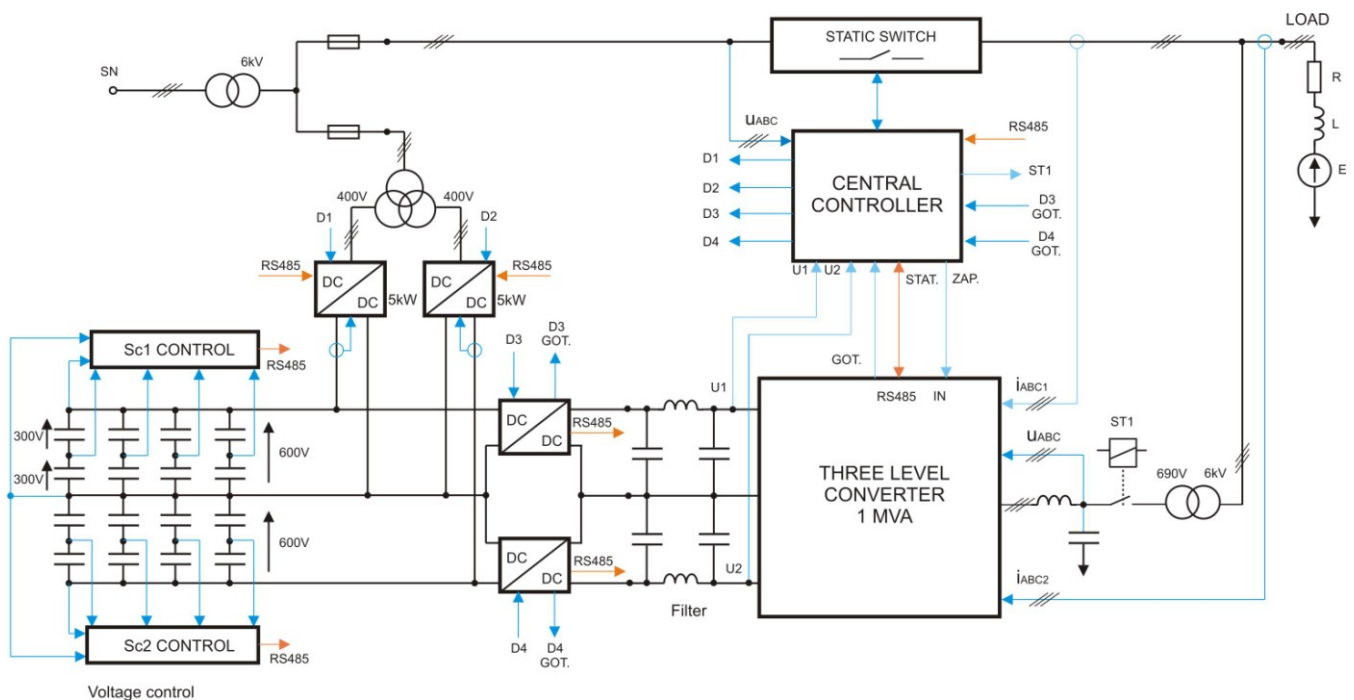 LOAD
STATIC SWITCH
6kV
SN
R
L
E
uABC
RS485
D1
D2
D3
D4
CENTRAL
CONTROLLER
ST1
D3
GOT.
D4
GOT.
U1
U2
STAT.
ZAP.
400V
400V
D1
D2
RS485
RS485
DC
DC
5kW
DC
DC
5kW
Sc1 CONTROL
RS485
D3
D3
GOT.
GOT.
RS485
IN
iABC1
U1
DC
DC
RS485
300V
300V
600V
uABC
ST1
THREE LEVEL
CONVERTER
1 MVA
690V
6kV
600V
DC
DC
RS485
U2
iABC2
Filter
Sc2 CONTROL
RS485
D4
D4
GOT.
Voltage control